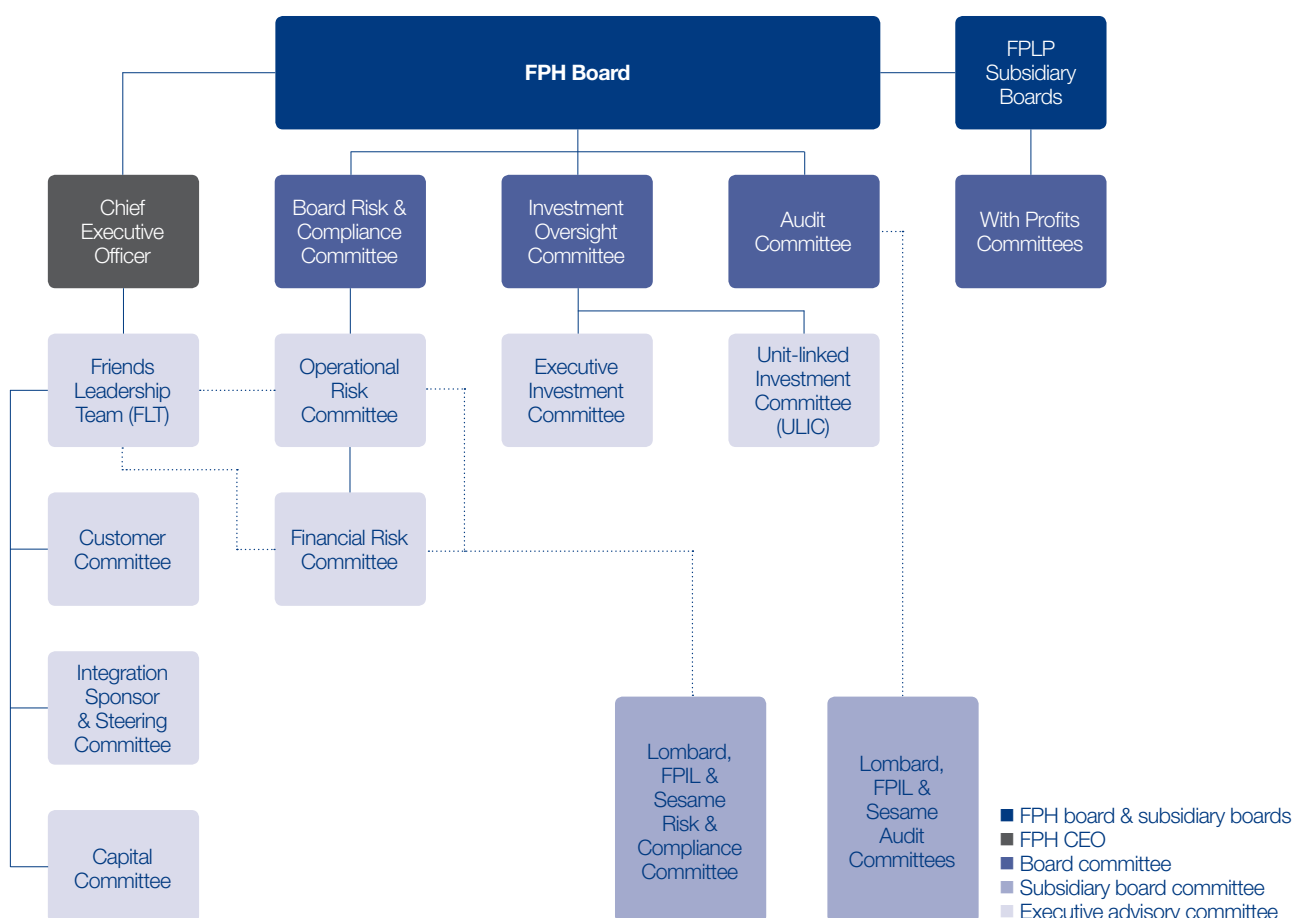 FPH Board
FPLP
Subsidiary
Boards
Chief
Executive
Officer
Board Risk &
Compliance
Committee
Investment
Oversight
Committee
Audit
Committee
With Profits
Committees
Friends
Leadership
Team (FLT)
Operational
Risk
Committee
Executive
Investment
Committee
Unit-linked
Investment
Committee
(ULIC)
Customer
Committee
Financial Risk
Committee
Integration
Sponsor
& Steering
Committee
Capital
Committee
Lombard,
FPIL &
Sesame
Risk &
Compliance
Committee
Lombard,
FPIL &
Sesame
Audit
Committees
FPH board & subsidiary boards
FPH CEO
Board committee
Subsidiary board committee
Executive advisory committee